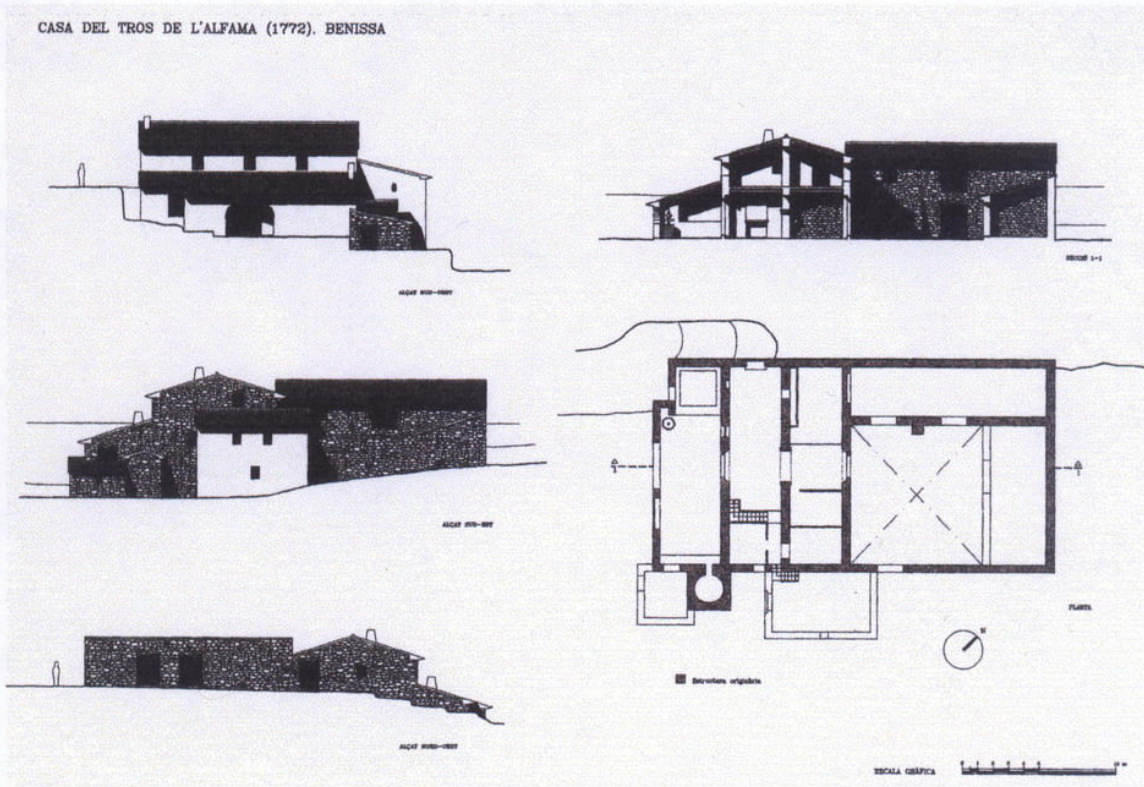 CASA DEL TROS DE L'ALFAMA (1772). BENISSA
ALÇAT SUD-OEST
SECCIÓ 1-1
ALÇAT SUD-EST
PLANTA
N
Estructura originària
ALÇAT NORD-OEST
ESCALA GRÀFICA